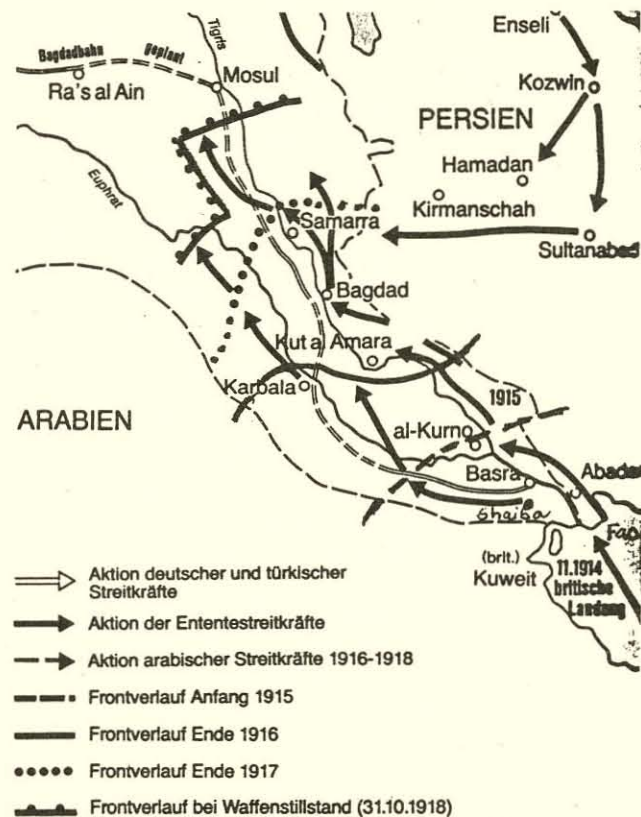 Enseli
Tigris
Bagdadbahn geplant
Mosul
Ra's al Ain
Kozwin
PERSIEN
Hamadan
Kirmanschah
Euphrat
Samarra
Sultanabad
Bagdad
Kut al Amara
Karbala
1915
ARABIEN
al-Kurno
Basra
Abadan
Shaiba
Fao
(brit.)
Kuweit
11.1914
britische
Landung
Aktion deutscher und türkischer
Streitkräfte
Aktion der Ententestreitkräfte
Aktion arabischer Streitkräfte 1916-1918
Frontverlauf Anfang 1915
Frontverlauf Ende 1916
Frontverlauf Ende 1917
Frontverlauf bei Waffenstillstand (31.10.1918)